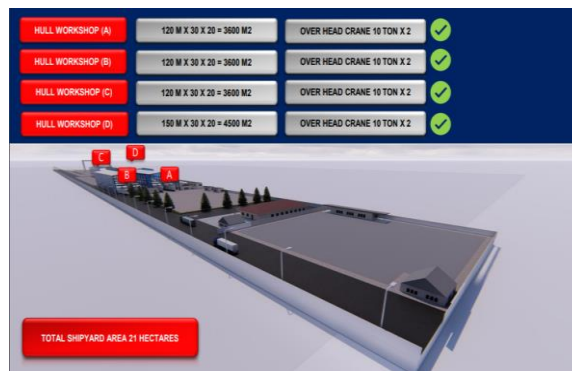 HULL WORKSHOP (A) 120 M X 30 X 20 = 3600 M2 OVER HEAD CRANE 10 TON X 2
HULL WORKSHOP (B) 120 M X 30 X 20 = 3600 M2 OVER HEAD CRANE 10 TON X 2
HULL WORKSHOP (C) 120 M X 30 X 20 = 3600 M2 OVER HEAD CRANE 10 TON X 2
HULL WORKSHOP (D) 150 M X 30 X 20 = 4500 M2 OVER HEAD CRANE 10 TON X 2
C D
B A
TOTAL SHIPYARD AREA 21 HECTARES